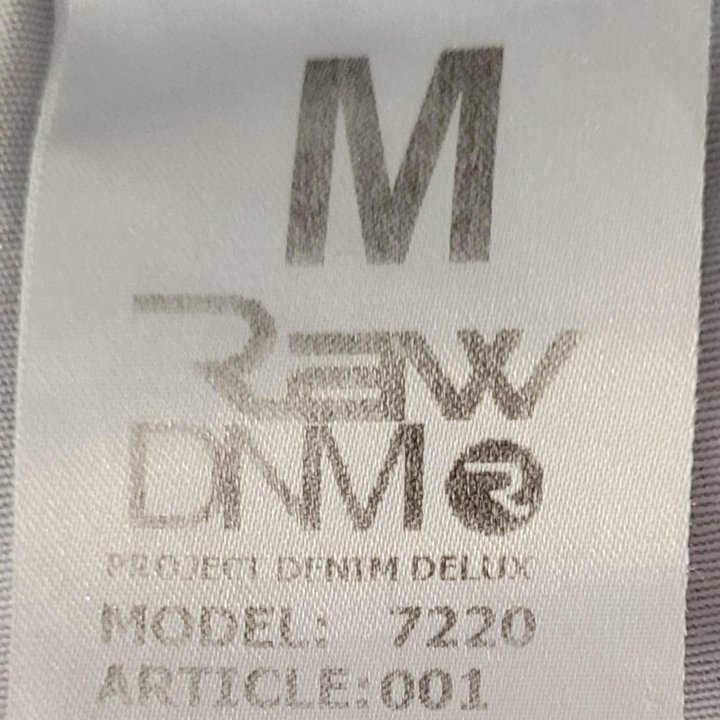 M
Raw
DNM R
PROJECT DENIM DELUX
MODEL: 7220
ARTICLE:001